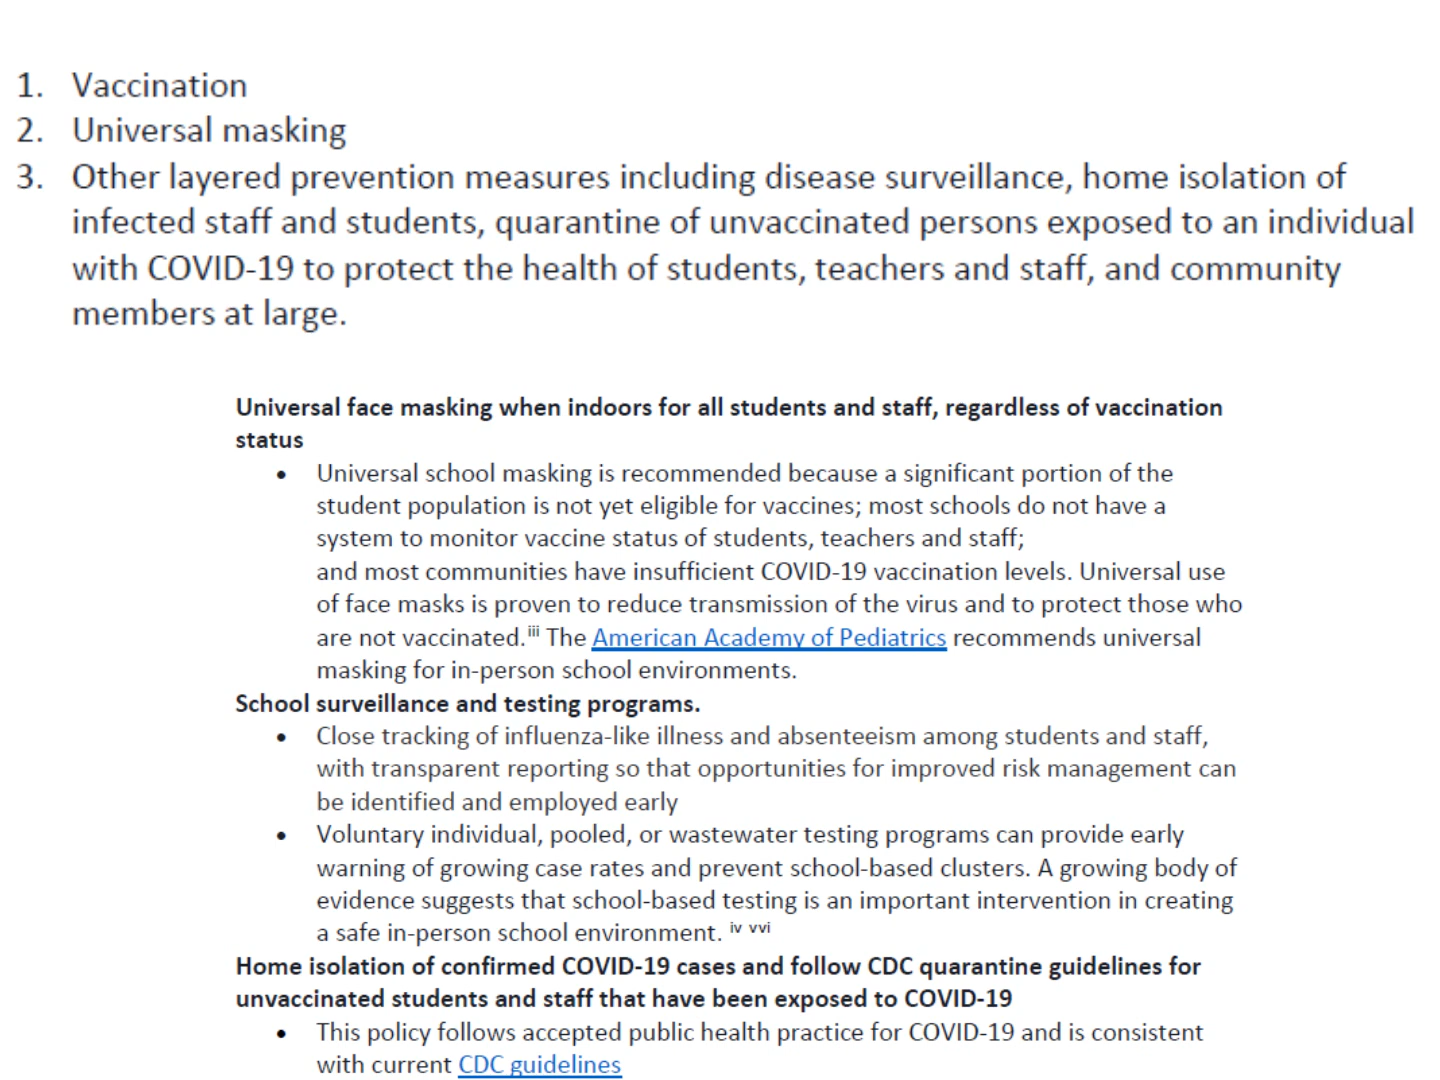 1. Vaccination
2. Universal masking
3. Other layered prevention measures including disease surveillance, home isolation of
infected staff and students, quarantine of unvaccinated persons exposed to an individual
with COVID-19 to protect the health of students, teachers and staff, and community
members at large.
Universal face masking when indoors for all students and staff, regardless of vaccination
status
• Universal school masking is recommended because a significant portion of the
student population is not yet eligible for vaccines; most schools do not have a
system to monitor vaccine status of students, teachers and staff;
and most communities have insufficient COVID-19 vaccination levels. Universal use
of face masks is proven to reduce transmission of the virus and to protect those who
are not vaccinated.iii The American Academy of Pediatrics recommends universal
masking for in-person school environments.
School surveillance and testing programs.
• Close tracking of influenza-like illness and absenteeism among students and staff,
with transparent reporting so that opportunities for improved risk management can
be identified and employed early
• Voluntary individual, pooled, or wastewater testing programs can provide early
warning of growing case rates and prevent school-based clusters. A growing body of
evidence suggests that school-based testing is an important intervention in creating
a safe in-person school environment. iv vvi
Home isolation of confirmed COVID-19 cases and follow CDC quarantine guidelines for
unvaccinated students and staff that have been exposed to COVID-19
• This policy follows accepted public health practice for COVID-19 and is consistent
with current CDC guidelines